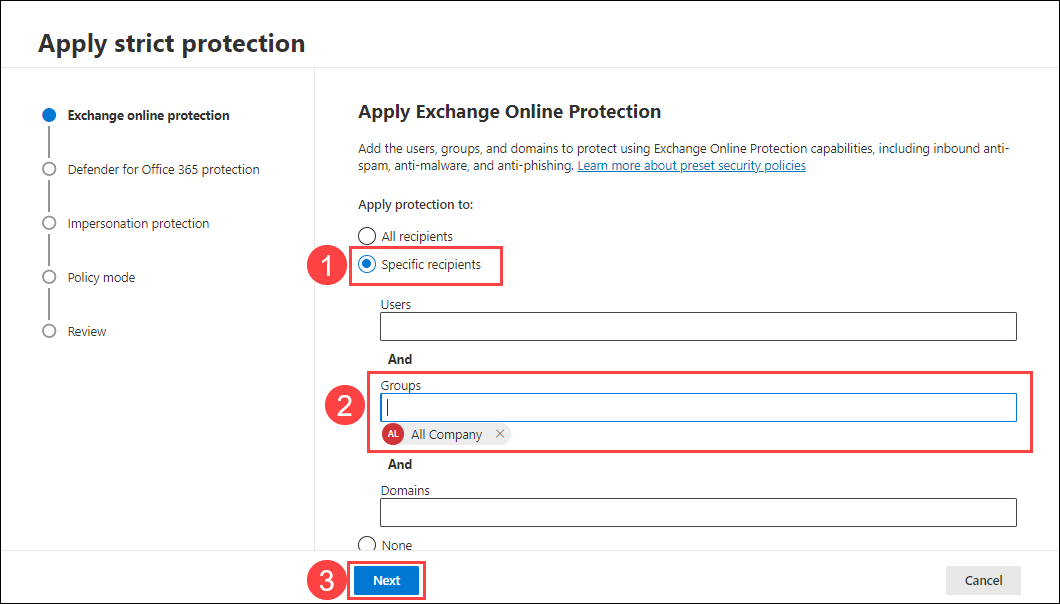 Apply strict protection
Exchange online protection
Defender for Office 365 protection
Impersonation protection
Policy mode
Review
Apply Exchange Online Protection
Add the users, groups, and domains to protect using Exchange Online Protection capabilities, including inbound anti-
spam, anti-malware, and anti-phishing. Learn more about preset security policies
Apply protection to:
All recipients
1 Specific recipients
Users
And
Groups
2
AL All Company ×
And
Domains
None
3 Next
Cancel